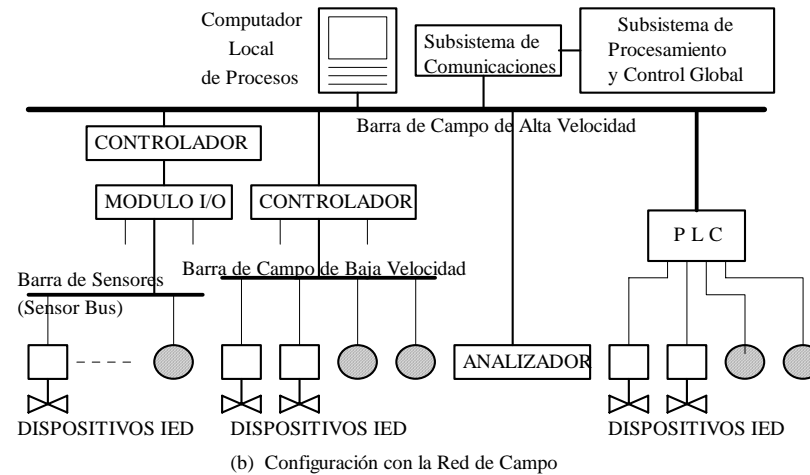 Computador
Local
de Procesos
Subsistema de
Comunicaciones
Subsistema de
Procesamiento
y Control Global
Barra de Campo de Alta Velocidad
CONTROLADOR
MODULO I/O
CONTROLADOR
P L C
Barra de Sensores
(Sensor Bus)
Barra de Campo de Baja Velocidad
ANALIZADOR
DISPOSITIVOS IED
DISPOSITIVOS IED
DISPOSITIVOS IED
(b) Configuración con la Red de Campo